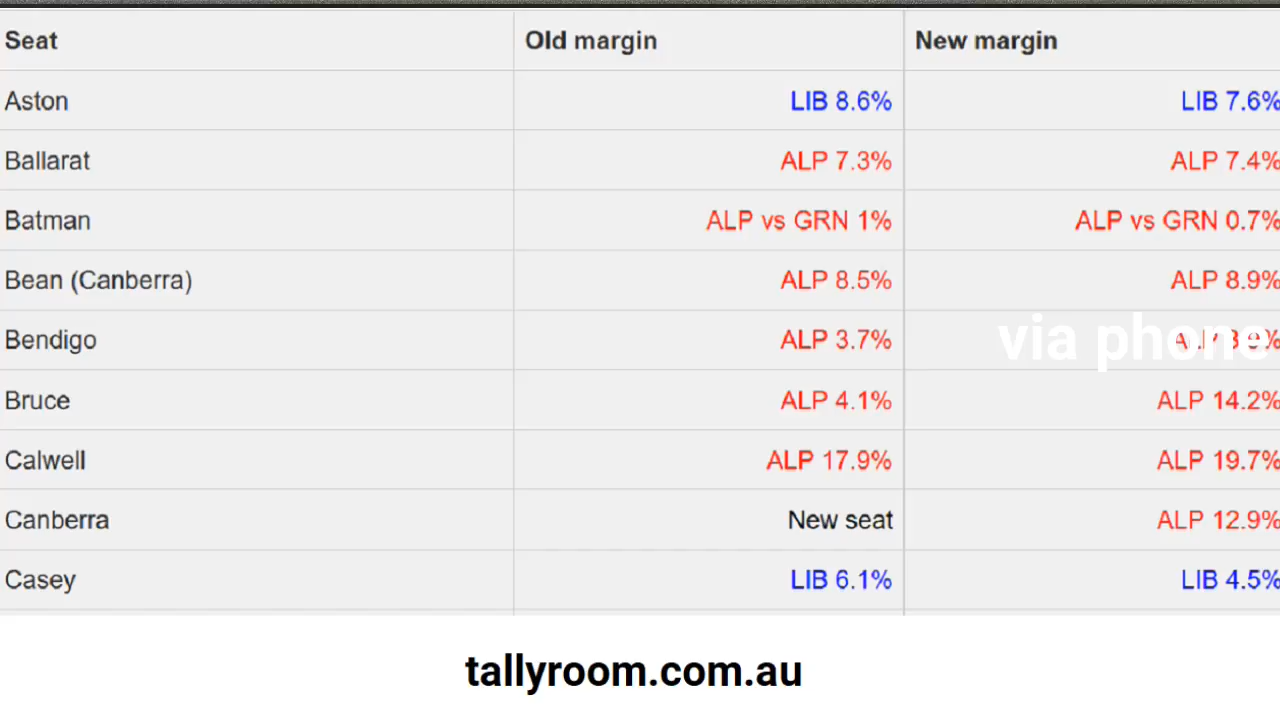 Seat Old margin New margin
Aston LIB 8.6% LIB 7.6%
Ballarat ALP 7.3% ALP 7.4%
Batman ALP vs GRN 1% ALP vs GRN 0.7%
Bean (Canberra) ALP 8.5% ALP 8.9%
Bendigo ALP 3.7% ALP
via phone
Bruce ALP 4.1% ALP 14.2%
Calwell ALP 17.9% ALP 19.7%
Canberra New seat ALP 12.9%
Casey LIB 6.1% LIB 4.5%
tallyroom.com.au